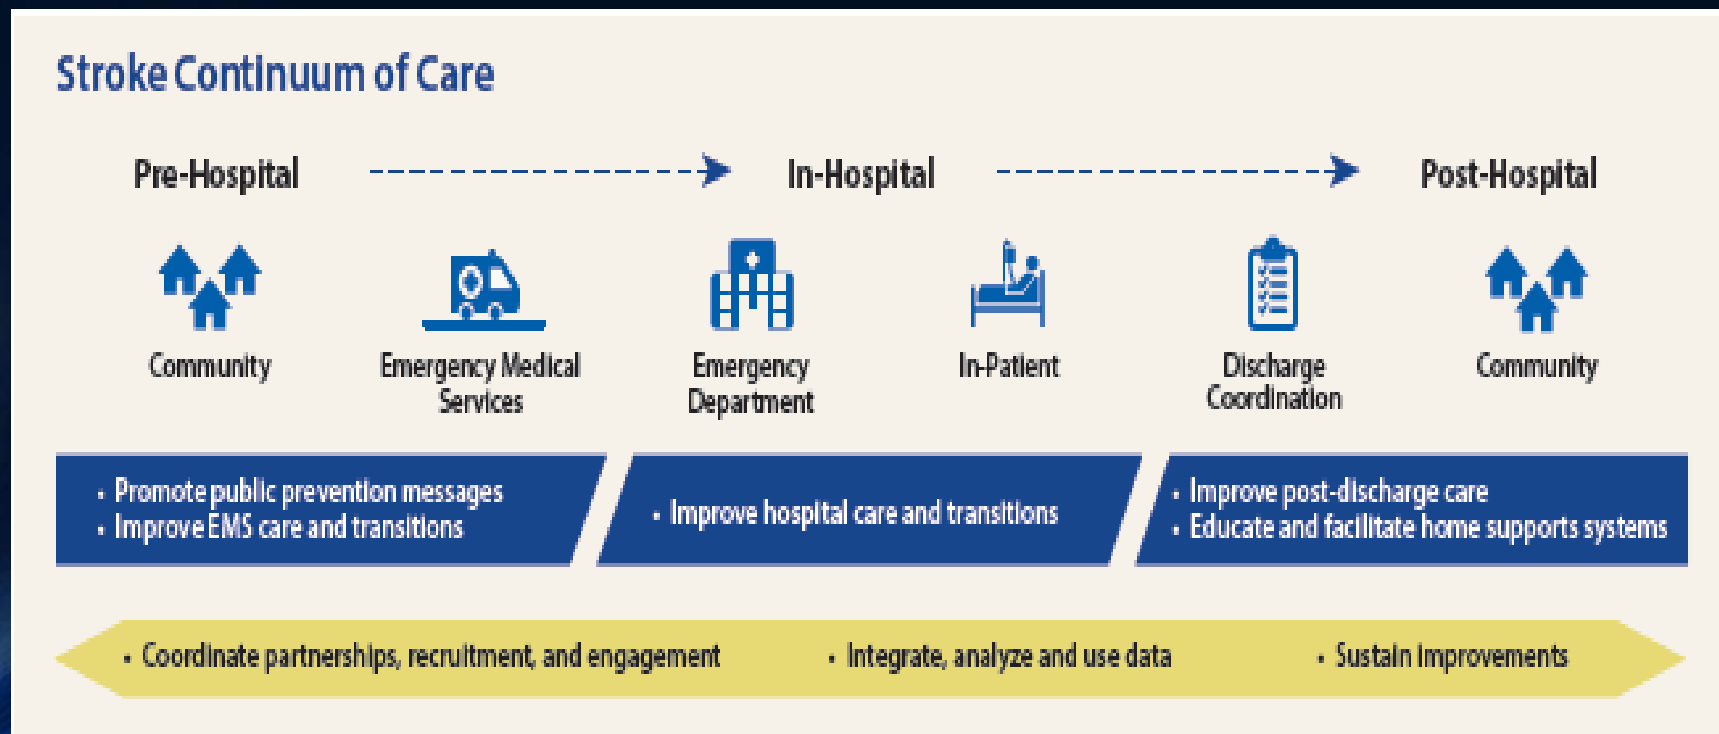 Stroke Continuum of Care
Pre-Hospital
In-Hospital
Post-Hospital
Community
Emergency Medical
Services
Emergency
Department
In-Patient
Discharge
Coordination
Community
• Promote public prevention messages
• Improve EMS care and transitions
• Improve hospital care and transitions
• Improve post-discharge care
• Educate and facilitate home supports systems
• Coordinate partnerships, recruitment, and engagement
• Integrate, analyze and use data
• Sustain improvements